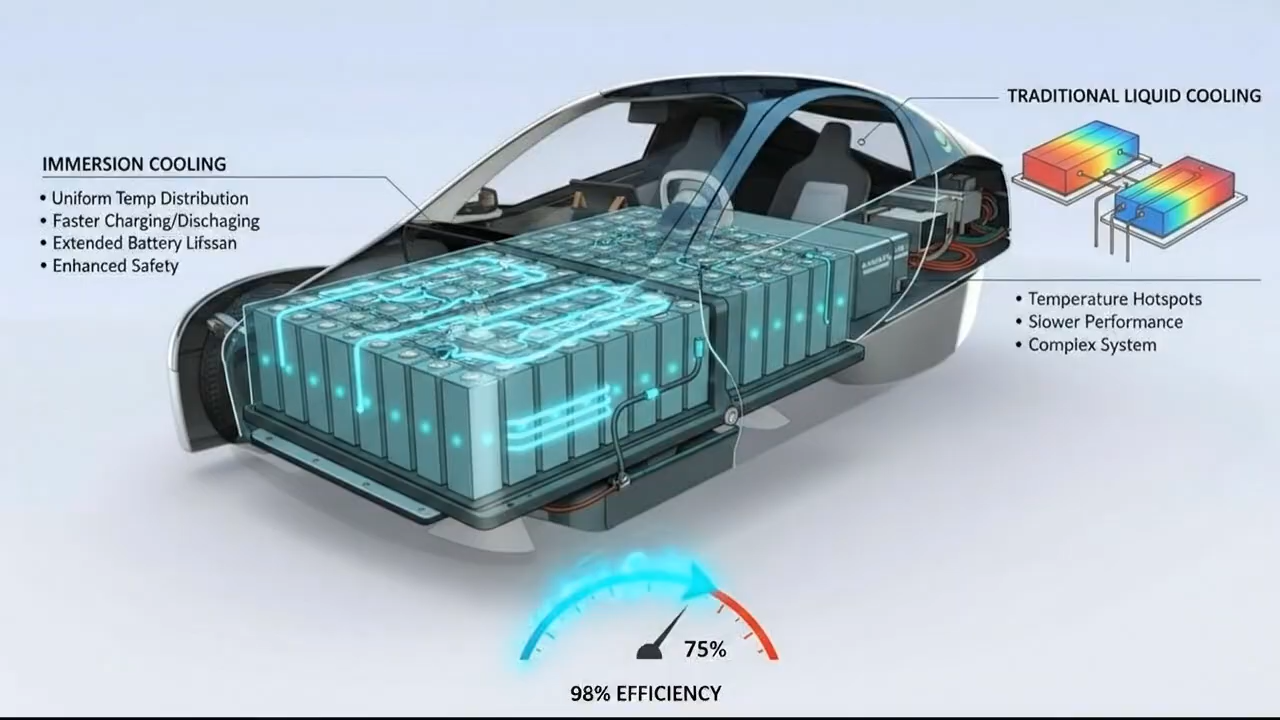 TRADITIONAL LIQUID COOLING
IMMERSION COOLING
• Uniform Temp Distribution
• Faster Charging/Dischaging
• Extended Battery Lifssan
• Enhanced Safety
• Temperature Hotspots
• Slower Performance
• Complex System
75%
98% EFFICIENCY